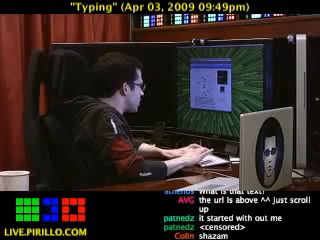 "Typing" (Apr 03, 2009 09:49pm)
athenos what is that text?
AVG the url is above ^^ just scroll
up
patnedz it started with out me
patnedz <censored>
Colin shazam
LIVE.PIRILLO.COM